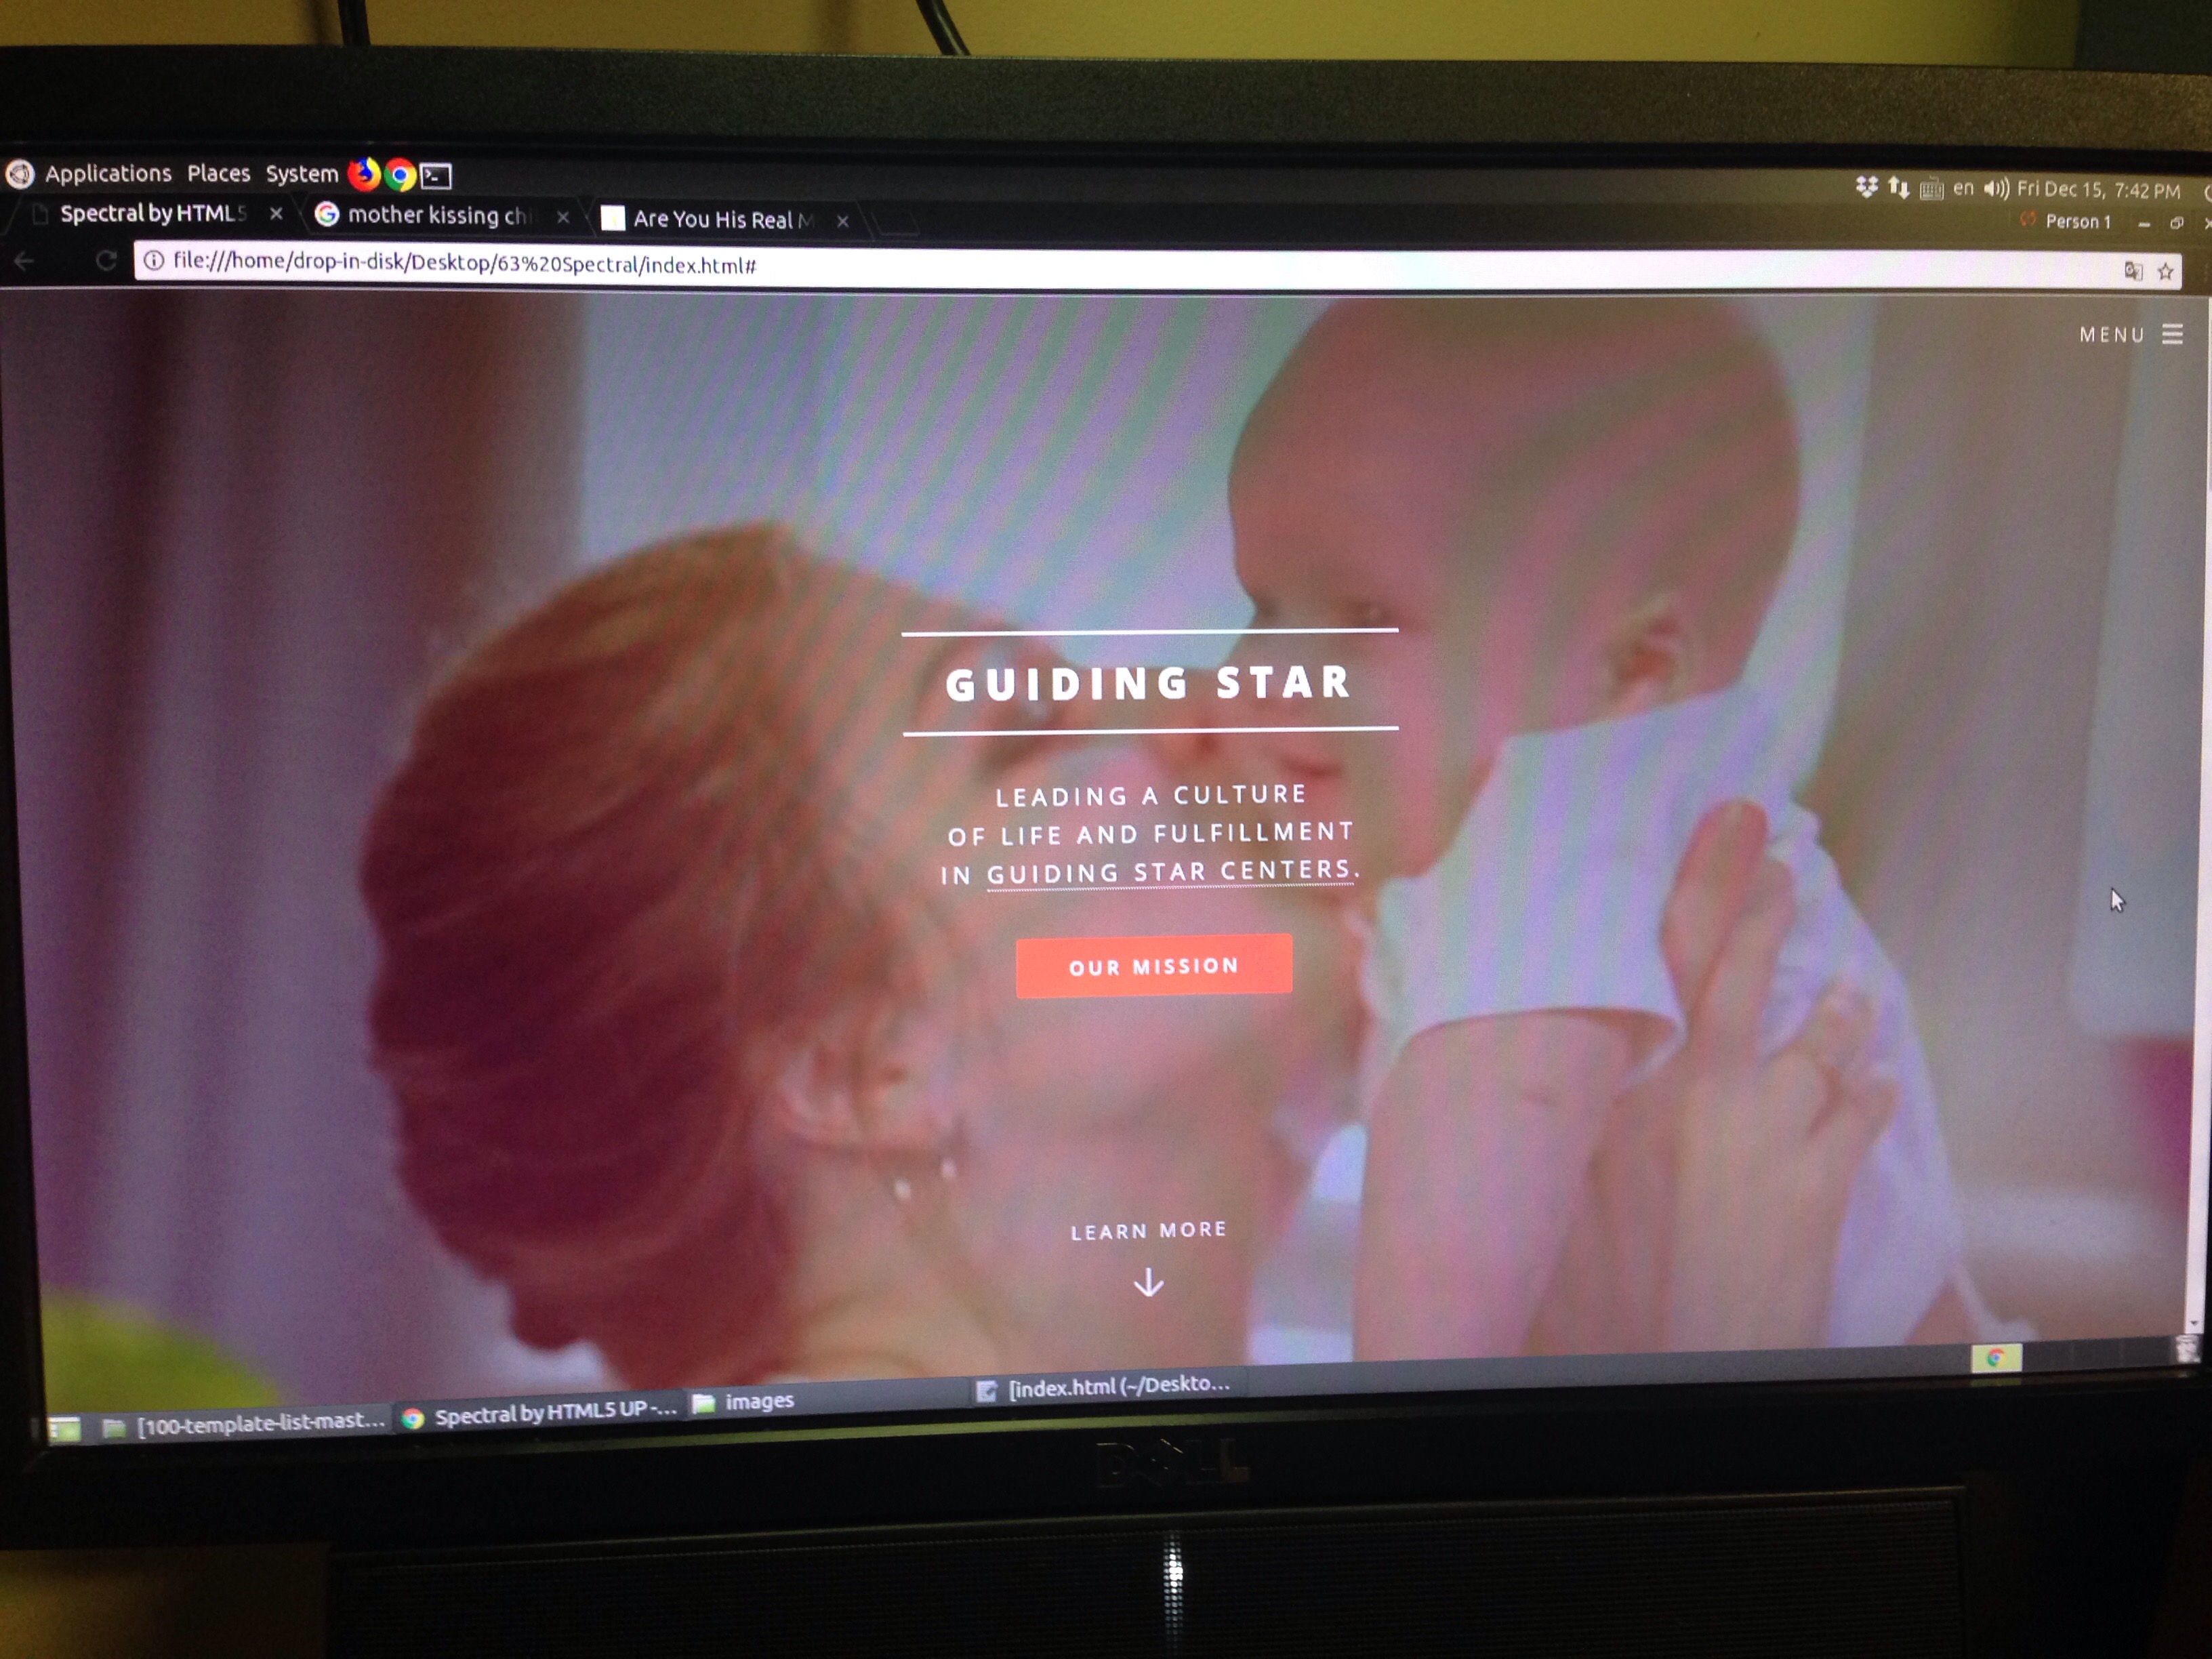 Applications Places System
en Fri Dec 15, 7:42 PM
Spectral by HTML5
mother kissing ch
Are You His Real M
Person 1
file:///home/drop-in-disk/Desktop/63%20Spectral/index.html#
MENU
GUIDING STAR
LEADING A CULTURE
OF LIFE AND FULFILLMENT
IN GUIDING STAR CENTERS.
OUR MISSION
LEARN MORE
[100-template-list-mast...
Spectral by HTML5 UP -...
images
[index.html (~/Deskto...
DELL